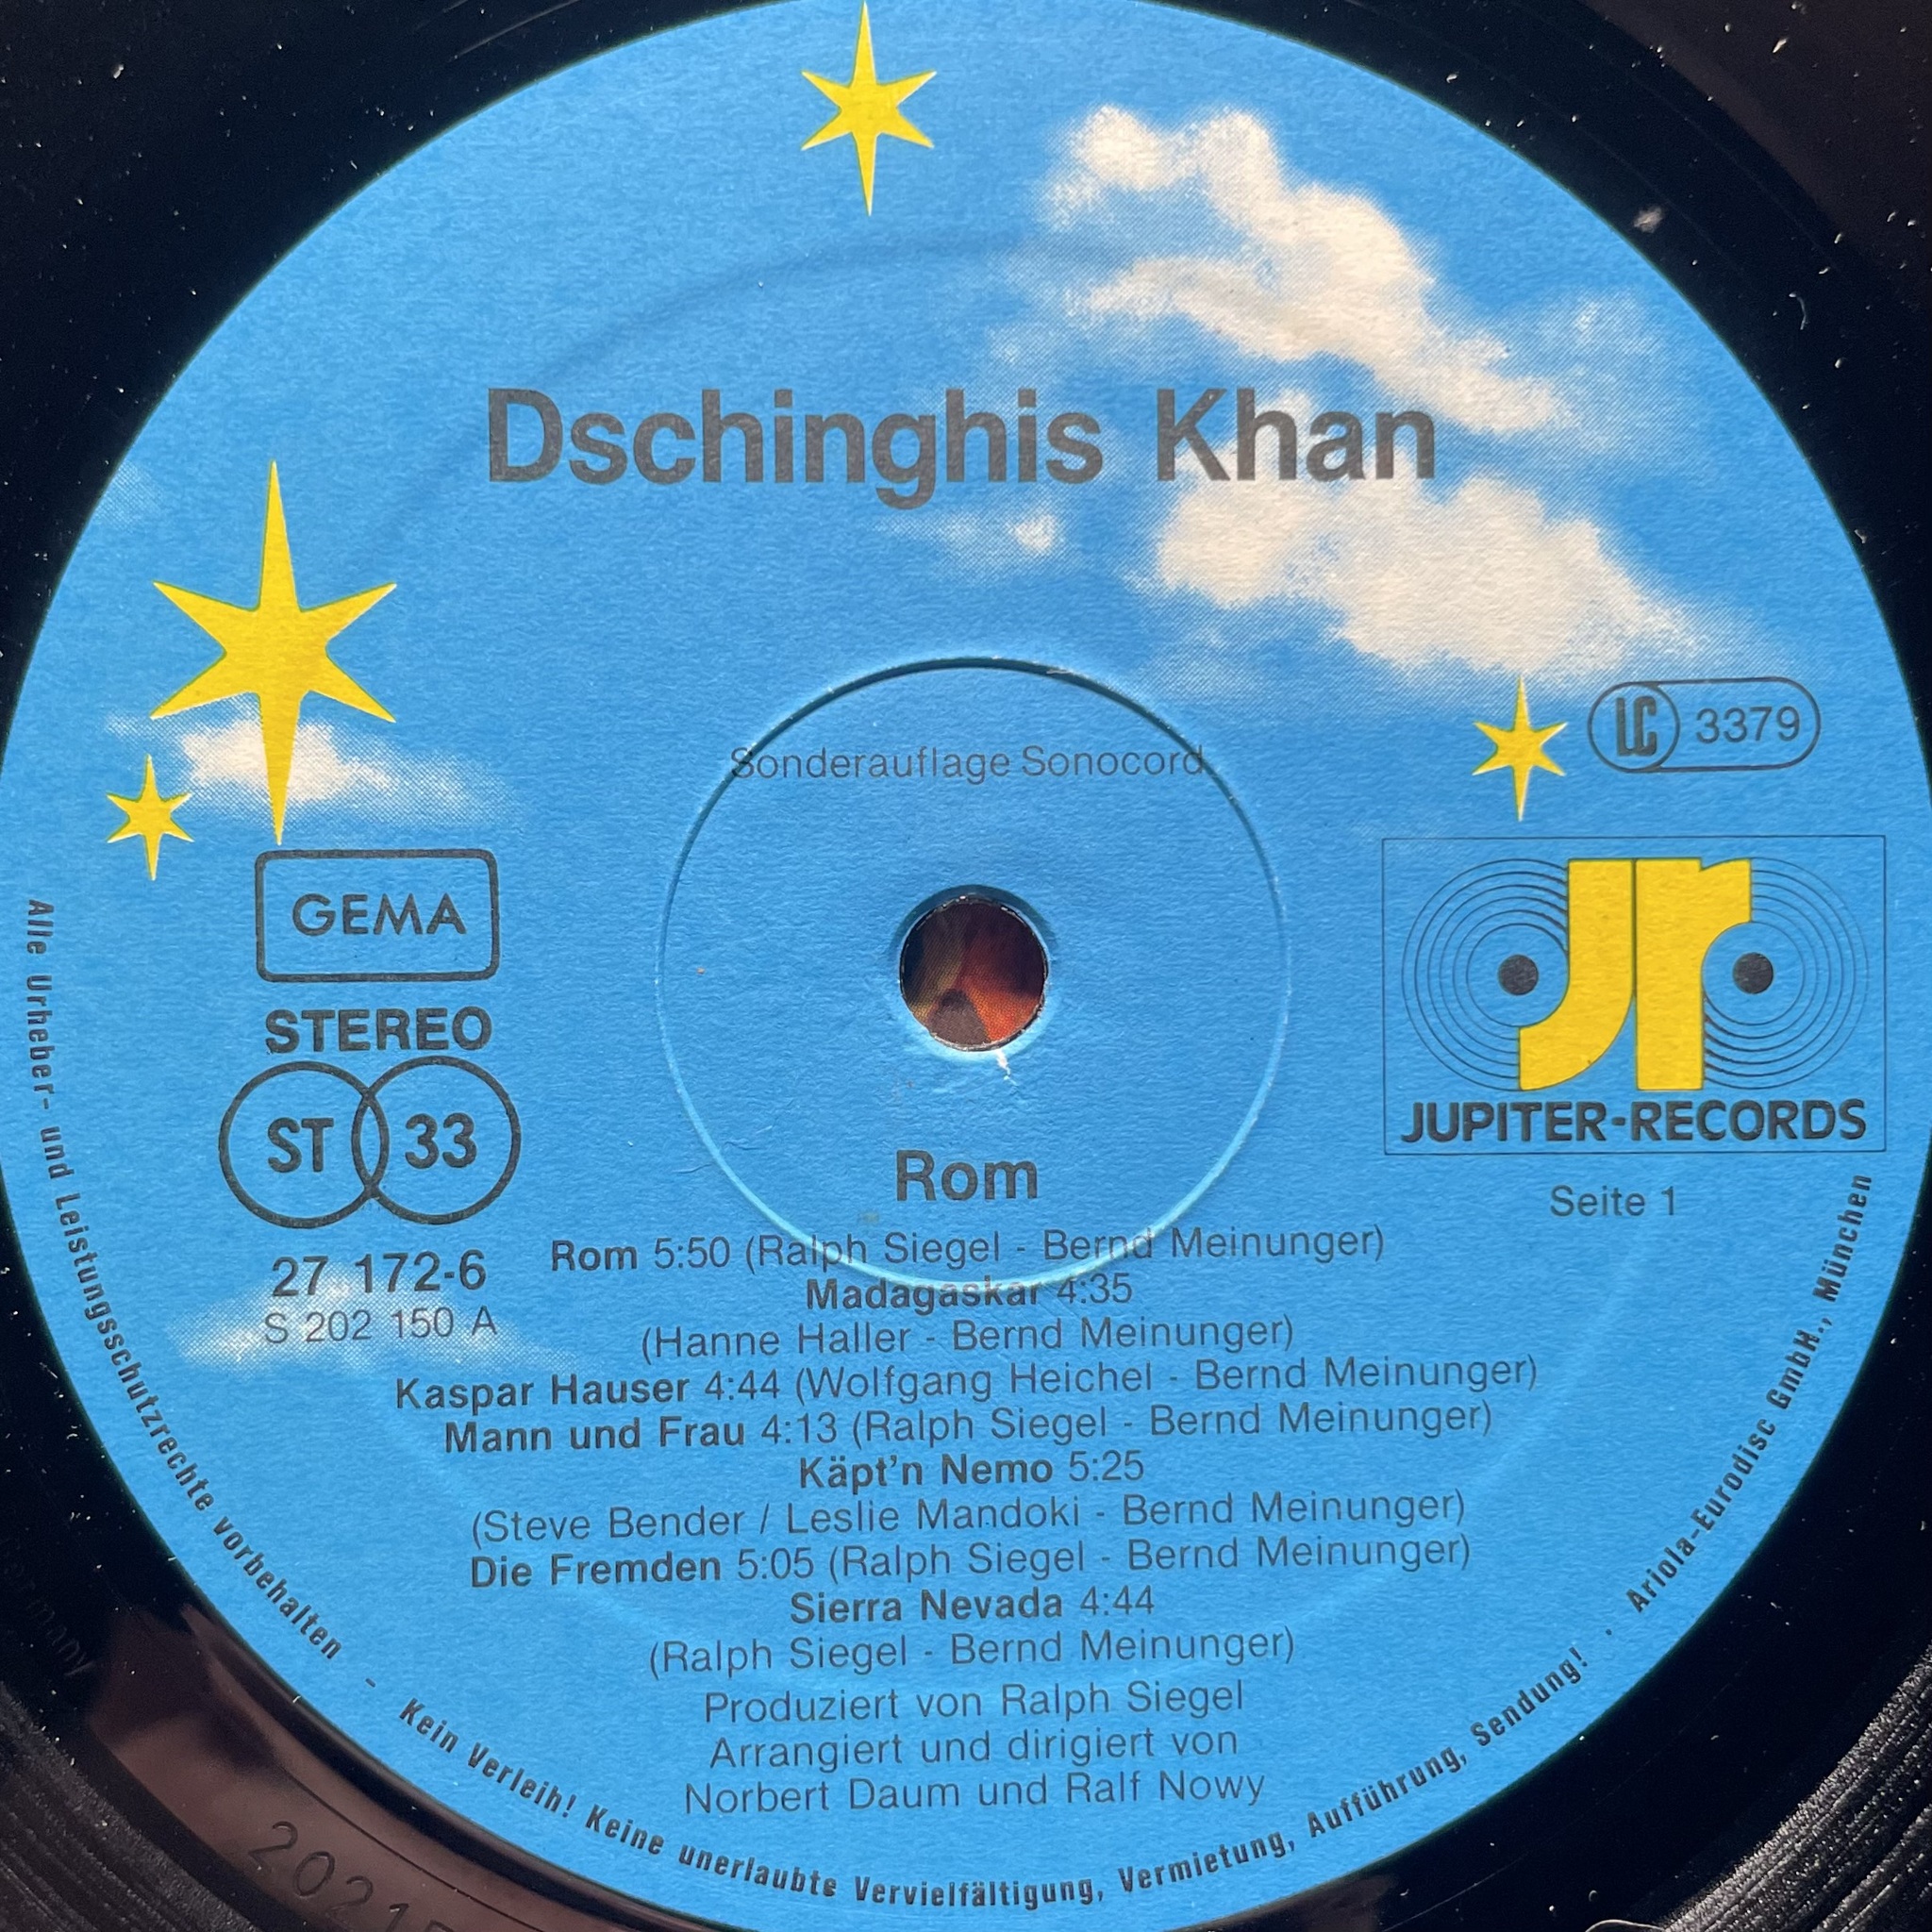 Dschinghis Khan
LC 3379
Sonderauflage Sonocord
GEMA
STEREO
ST 33
27 172-6
S 202 150 A
jr
JUPITER-RECORDS
Seite 1
Rom
Rom 5:50 (Ralph Siegel - Bernd Meinunger)
Madagaskar 4:35
(Hanne Haller - Bernd Meinunger)
Kaspar Hauser 4:44 (Wolfgang Heichel - Bernd Meinunger)
Mann und Frau 4:13 (Ralph Siegel - Bernd Meinunger)
Käpt'n Nemo 5:25
(Steve Bender / Leslie Mandoki - Bernd Meinunger)
Die Fremden 5:05 (Ralph Siegel - Bernd Meinunger)
Sierra Nevada 4:44
(Ralph Siegel - Bernd Meinunger)
Produziert von Ralph Siegel
Arrangiert und dirigiert von
Norbert Daum und Ralf Nowy
Alle Urheber- und Leistungsschutzrechte vorbehalten - Kein Verleih! Keine unerlaubte Vervielfältigung, Vermietung, Aufführung, Sendung! · Ariola-Eurodisc GmbH., München